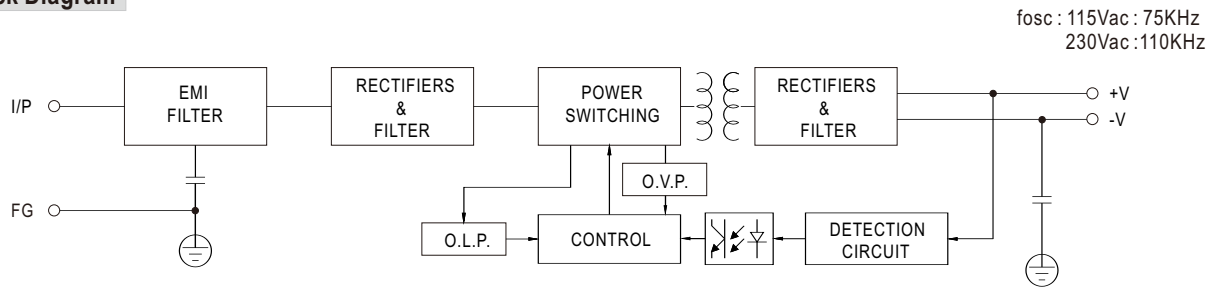 Diagram
fosc : 115Vac : 75KHz
230Vac :110KHz
I/P
EMI
FILTER
RECTIFIERS
&
FILTER
POWER
SWITCHING
RECTIFIERS
&
FILTER
+V
-V
O.V.P.
FG
O.L.P.
CONTROL
DETECTION
CIRCUIT